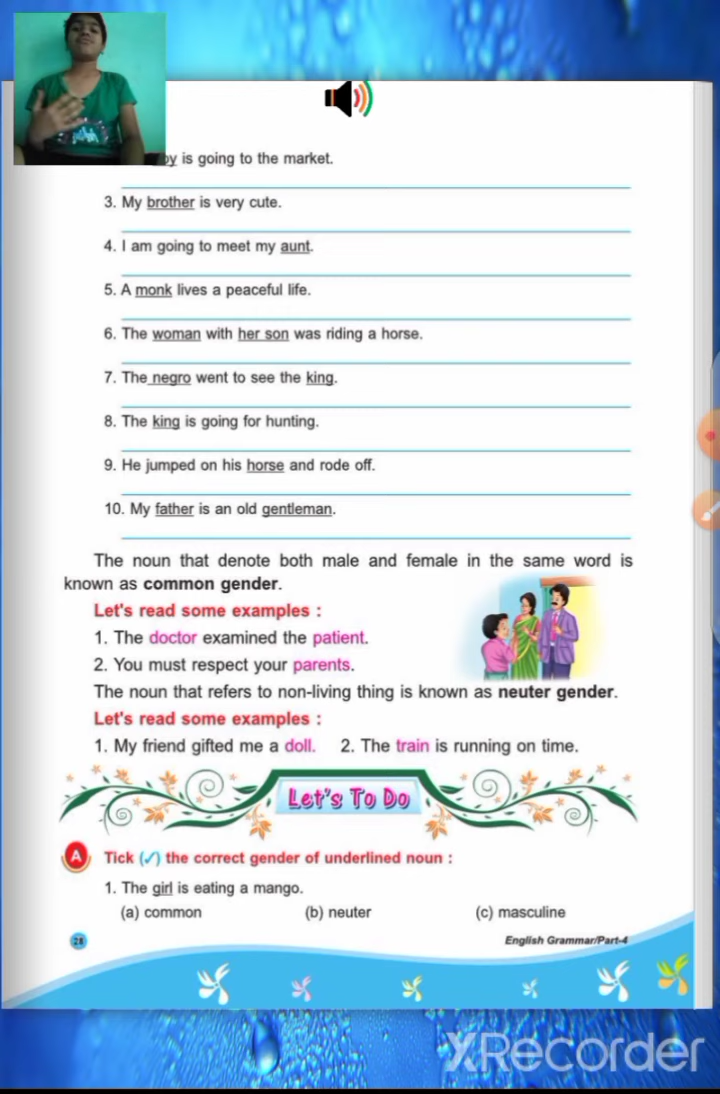 is going to the market.
3. My brother is very cute.
4. I am going to meet my aunt.
5. A monk lives a peaceful life.
6. The woman with her son was riding a horse.
7. The negro went to see the king.
8. The king is going for hunting.
9. He jumped on his horse and rode off.
10. My father is an old gentleman.
The noun that denote both male and female in the same word is
known as common gender.
Let's read some examples :
1. The doctor examined the patient.
2. You must respect your parents.
The noun that refers to non-living thing is known as neuter gender.
Let's read some examples :
1. My friend gifted me a doll. 2. The train is running on time.
Let's To Do
A Tick (✓) the correct gender of underlined noun :
1. The girl is eating a mango.
(a) common (b) neuter (c) masculine
28 English Grammar/Part-4
XRecorder